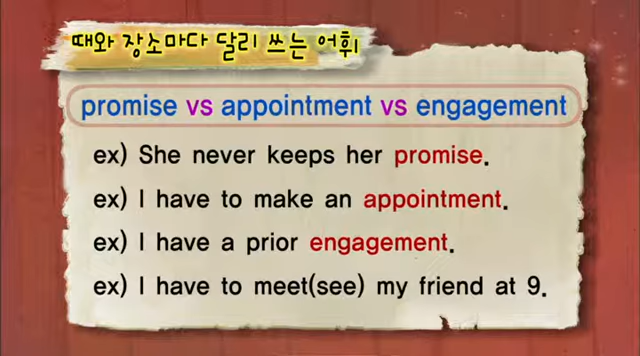 때와 장소마다 달리 쓰는 어휘
promise vs appointment vs engagement
ex) She never keeps her promise.
ex) I have to make an appointment.
ex) I have a prior engagement.
ex) I have to meet(see) my friend at 9.